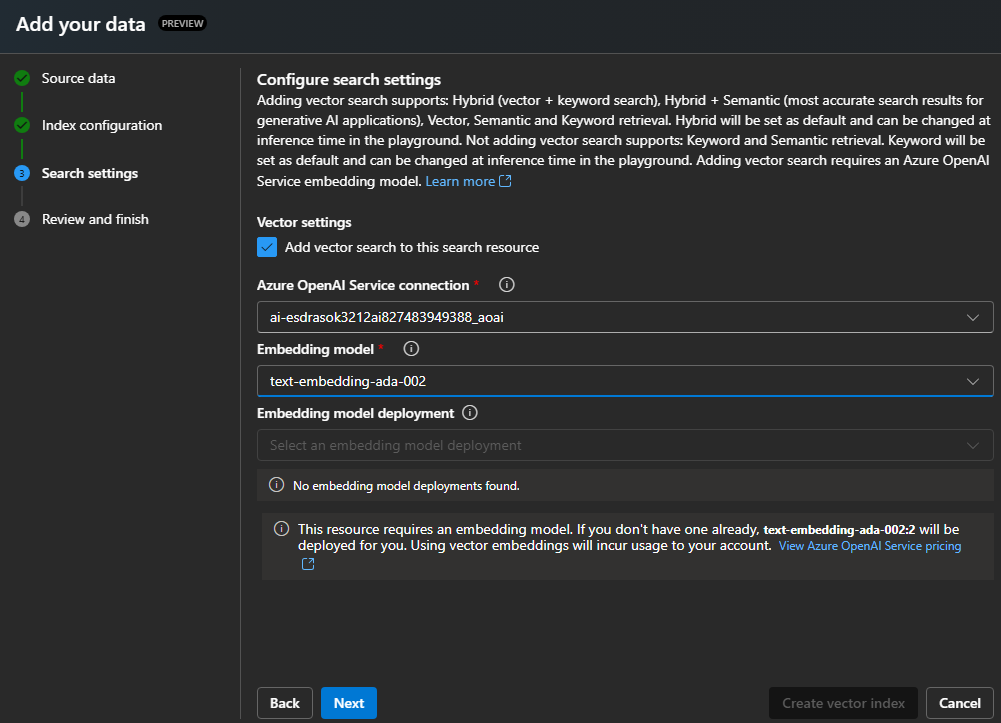 Add your data PREVIEW
Source data
Index configuration
3 Search settings
4 Review and finish
Configure search settings
Adding vector search supports: Hybrid (vector + keyword search), Hybrid + Semantic (most accurate search results for
generative AI applications), Vector, Semantic and Keyword retrieval. Hybrid will be set as default and can be changed at
inference time in the playground. Not adding vector search supports: Keyword and Semantic retrieval. Keyword will be
set as default and can be changed at inference time in the playground. Adding vector search requires an Azure OpenAI
Service embedding model. Learn more
Vector settings
Add vector search to this search resource
Azure OpenAI Service connection *
ai-esdrasok3212ai827483949388_aoai
Embedding model *
text-embedding-ada-002
Embedding model deployment
Select an embedding model deployment
No embedding model deployments found.
This resource requires an embedding model. If you don't have one already, text-embedding-ada-002:2 will be
deployed for you. Using vector embeddings will incur usage to your account. View Azure OpenAI Service pricing
Back Next Create vector index Cancel